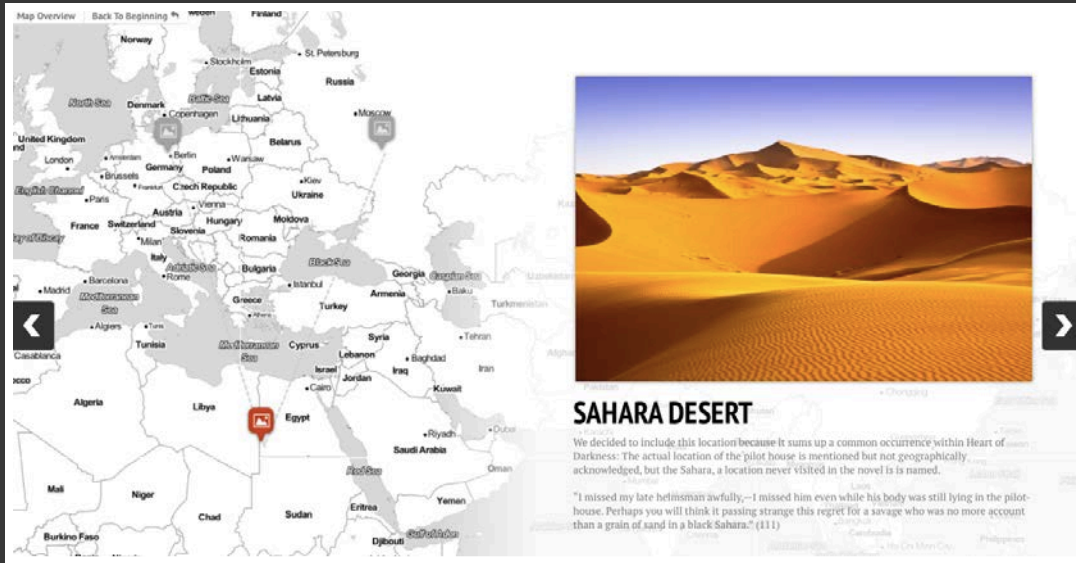 Map Overview | Back To Beginning
Sweden
Finland
Norway
Stockholm
St. Petersburg
Estonia
Russia
North Sea
Baltic Sea
Latvia
Denmark
Copenhagen
Lithuania
Moscow
United Kingdom
Belarus
London
Amsterdam
Berlin
Warsaw
Germany
Poland
Brussels
English Channel
Frankfurt
Czech Republic
Kiev
Paris
Ukraine
Vienna
Austria
France
Switzerland
Hungary
Moldova
Slovenia
Milan
Romania
Italy
Adriatic Sea
Black Sea
Rome
Bulgaria
Georgia
Caspian Sea
Barcelona
Istanbul
Armenia
Baku
Madrid
Mediterranean
Sea
Greece
Turkey
Turkmenistan
Athens
Algiers
Tunis
Casablanca
Tunisia
Mediterranean
Sea
Cyprus
Syria
Tehran
Lebanon
Baghdad
Israel
Iraq
Iran
Jordan
Cairo
Kuwait
Algeria
Libya
Egypt
Riyadh
Dubai
Saudi Arabia
Oman
Red Sea
Mali
Niger
Chad
Sudan
Eritrea
Yemen
Burkina Faso
Djibouti
Gulf of Aden
SAHARA DESERT
We decided to include this location because it sums up a common occurrence within Heart of
Darkness: The actual location of the pilot house is mentioned but not geographically
acknowledged, but the Sahara, a location never visited in the novel is is named.
"I missed my late helmsman awfully,—I missed him even while his body was still lying in the pilot-
house. Perhaps you will think it passing strange this regret for a savage who was no more account
than a grain of sand in a black Sahara." (111)